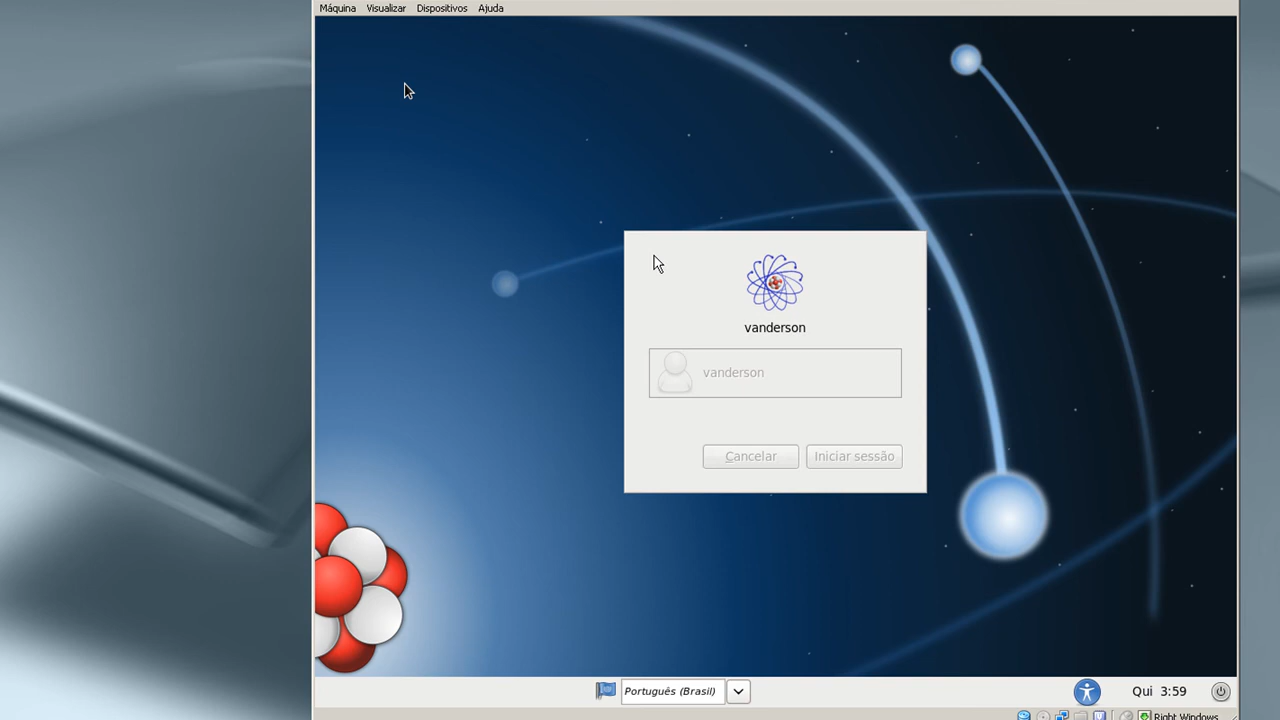 Máquina Visualizar Dispositivos Ajuda
vanderson
vanderson
Cancelar Iniciar sessão
Português (Brasil) Qui 3:59
Right Windows